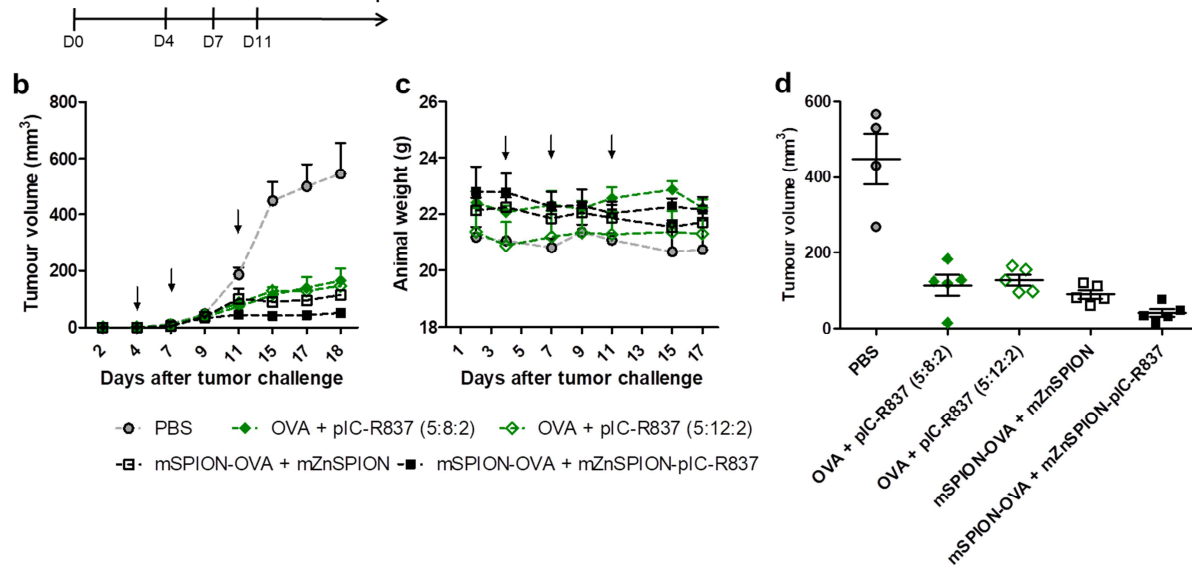 D0 D4 D7 D11
b
800
600
400
200
0
Tumour volume (mm3)
2 4 7 9 11 15 17 18
Days after tumor challenge
c
26
24
22
20
18
Animal weight (g)
1 3 5 7 9 11 13 15 17
Days after tumor challenge
d
600
400
200
0
Tumour volume (mm3)
PBS
OVA + pIC-R837 (5:8:2)
OVA + pIC-R837 (5:12:2)
mSPION-OVA + mZnSPION
mSPION-OVA + mZnSPION-pIC-R837
PBS OVA + pIC-R837 (5:8:2) OVA + pIC-R837 (5:12:2)
mSPION-OVA + mZnSPION mSPION-OVA + mZnSPION-pIC-R837